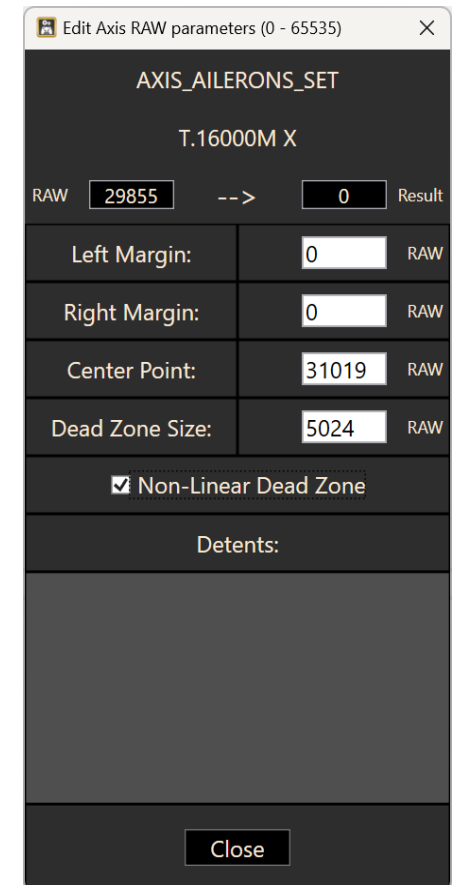 Edit Axis RAW parameters (0 - 65535)
AXIS_AILERONS_SET
T.16000M X
RAW 29855 --> 0 Result
Left Margin: 0 RAW
Right Margin: 0 RAW
Center Point: 31019 RAW
Dead Zone Size: 5024 RAW
Non-Linear Dead Zone
Detents:
Close